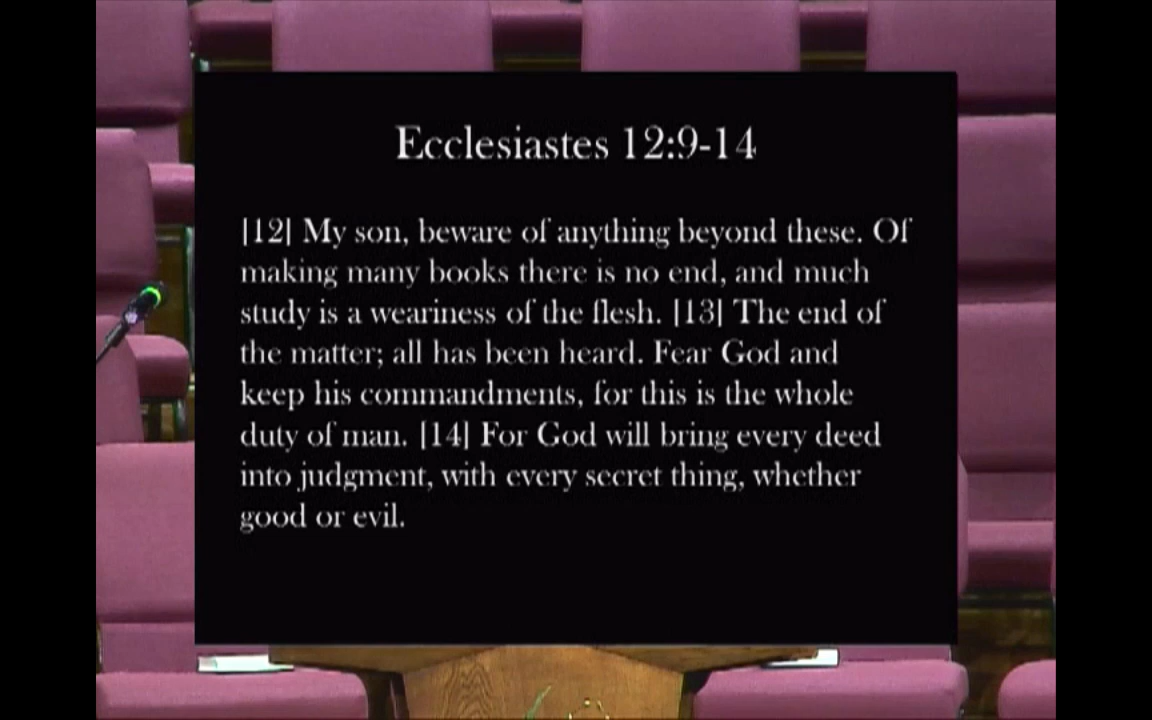 Ecclesiastes 12:9-14
[12] My son, beware of anything beyond these. Of
making many books there is no end, and much
study is a weariness of the flesh. [13] The end of
the matter; all has been heard. Fear God and
keep his commandments, for this is the whole
duty of man. [14] For God will bring every deed
into judgment, with every secret thing, whether
good or evil.